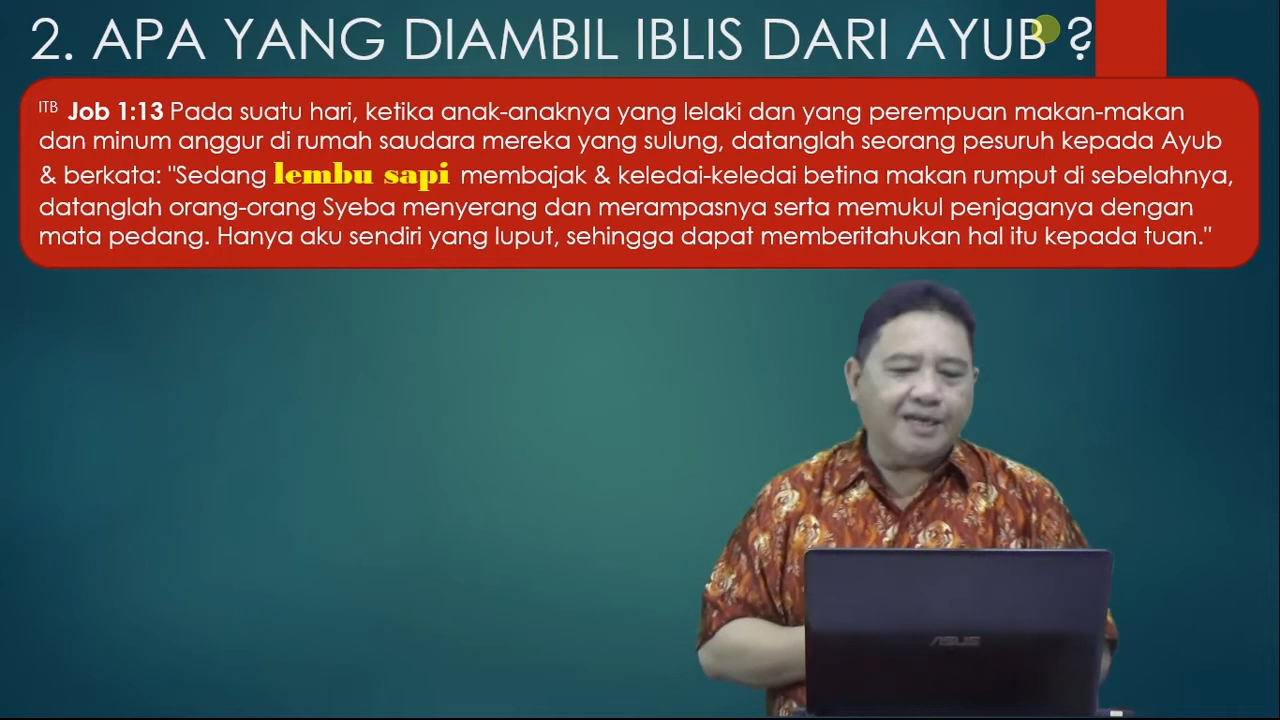 2. APA YANG DIAMBIL IBLIS DARI AYUB ?
ITB Job 1:13 Pada suatu hari, ketika anak-anaknya yang lelaki dan yang perempuan makan-makan
dan minum anggur di rumah saudara mereka yang sulung, datanglah seorang pesuruh kepada Ayub
& berkata: "Sedang lembu sapi membajak & keledai-keledai betina makan rumput di sebelahnya,
datanglah orang-orang Syeba menyerang dan merampasnya serta memukul penjaganya dengan
mata pedang. Hanya aku sendiri yang luput, sehingga dapat memberitahukan hal itu kepada tuan."
ASUS